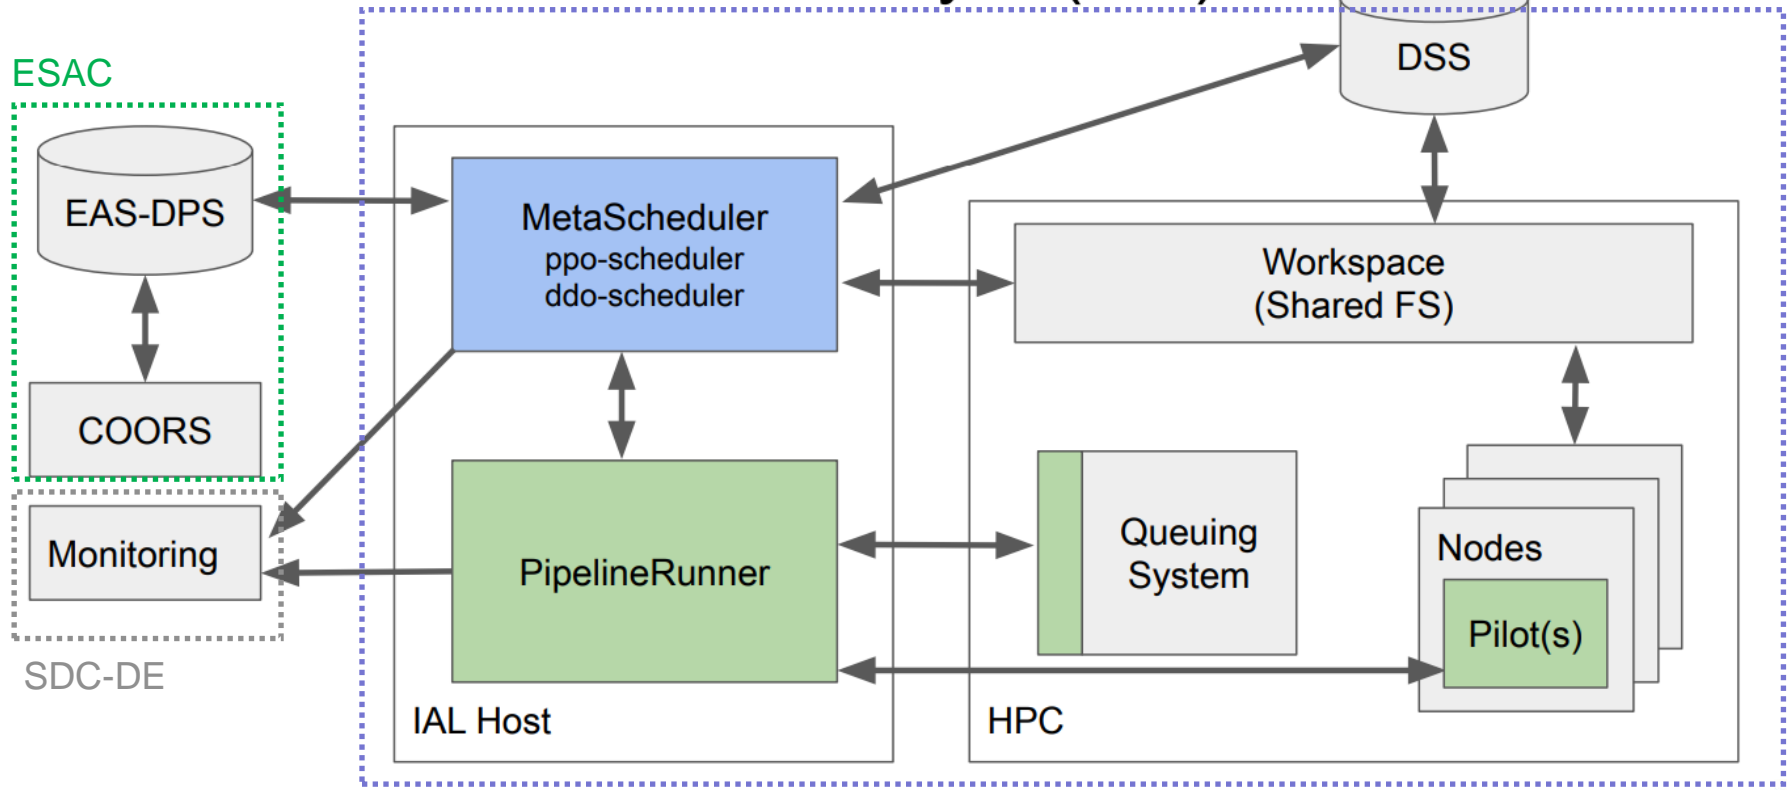 ESAC
DSS
EAS-DPS
MetaScheduler
ppo-scheduler
ddo-scheduler
Workspace
(Shared FS)
COORS
Monitoring
PipelineRunner
Queuing
System
Nodes
Pilot(s)
SDC-DE
IAL Host
HPC